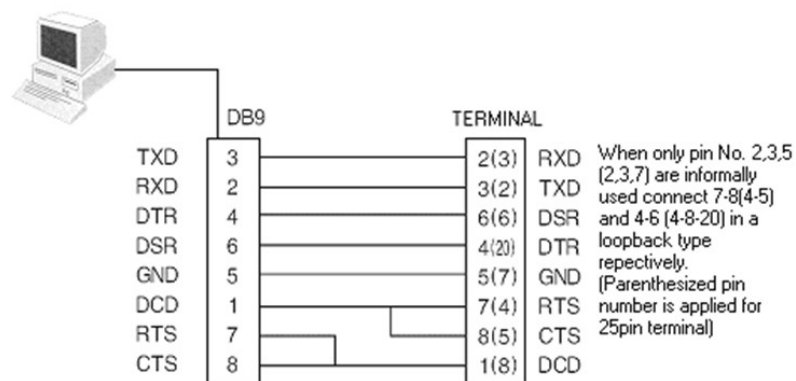 DB9
TERMINAL
TXD 3 2(3) RXD
RXD 2 3(2) TXD
DTR 4 6(6) DSR
DSR 6 4(20) DTR
GND 5 5(7) GND
DCD 1 7(4) RTS
RTS 7 8(5) CTS
CTS 8 1(8) DCD
When only pin No. 2,3,5
(2,3,7) are informally
used connect 7-8(4-5)
and 4-6 (4-8-20) in a
loopback type
repectively.
(Parenthesized pin
number is applied for
25pin terminal)